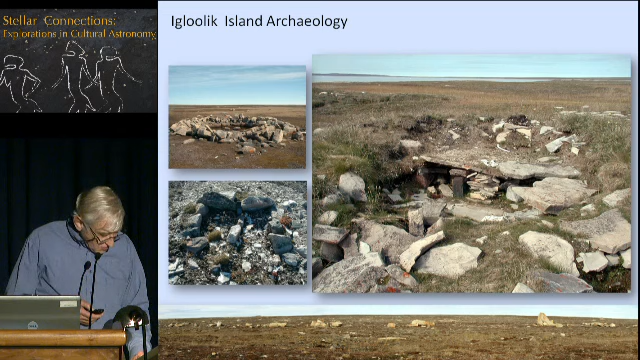 Stellar Connections:
Explorations in Cultural Astronomy
Igloolik Island Archaeology